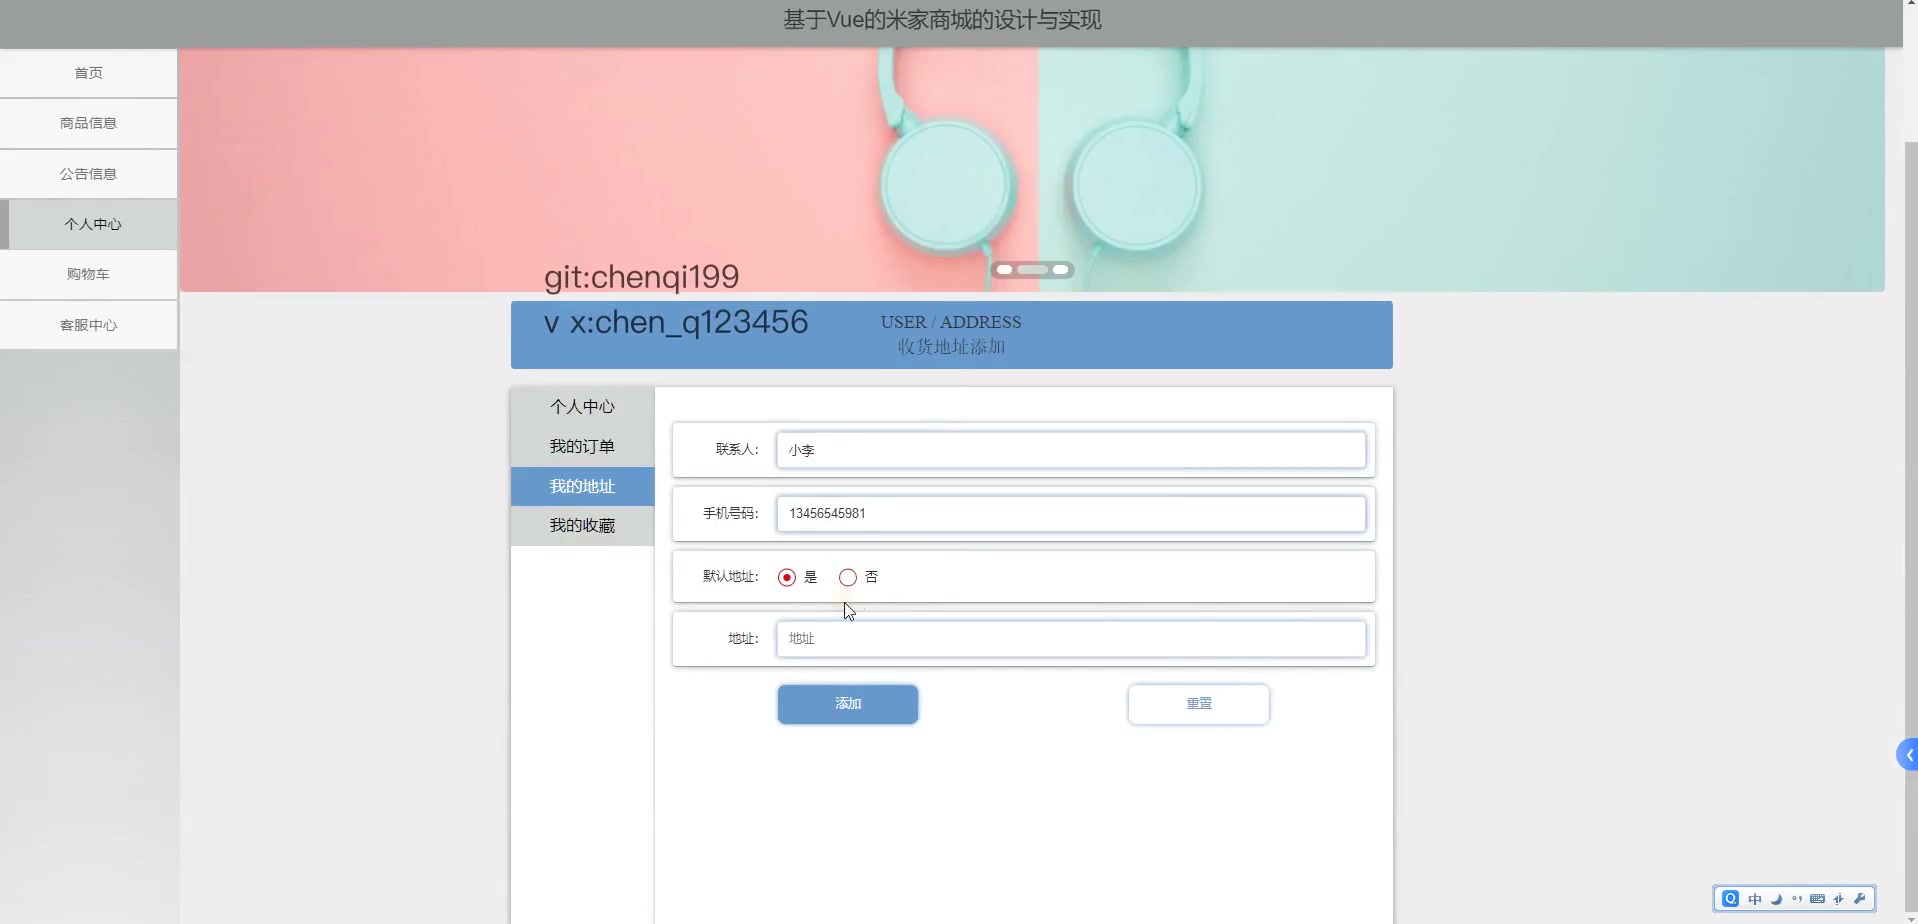 基于Vue的米家商城的设计与实现
首页
商品信息
公告信息
个人中心
购物车
客服中心
git:chenqi199
v x:chen_q123456
USER / ADDRESS
收货地址添加
个人中心
我的订单
我的地址
我的收藏
联系人: 小李
手机号码: 13456545981
默认地址: 是 否
地址: 地址
添加 重置
中